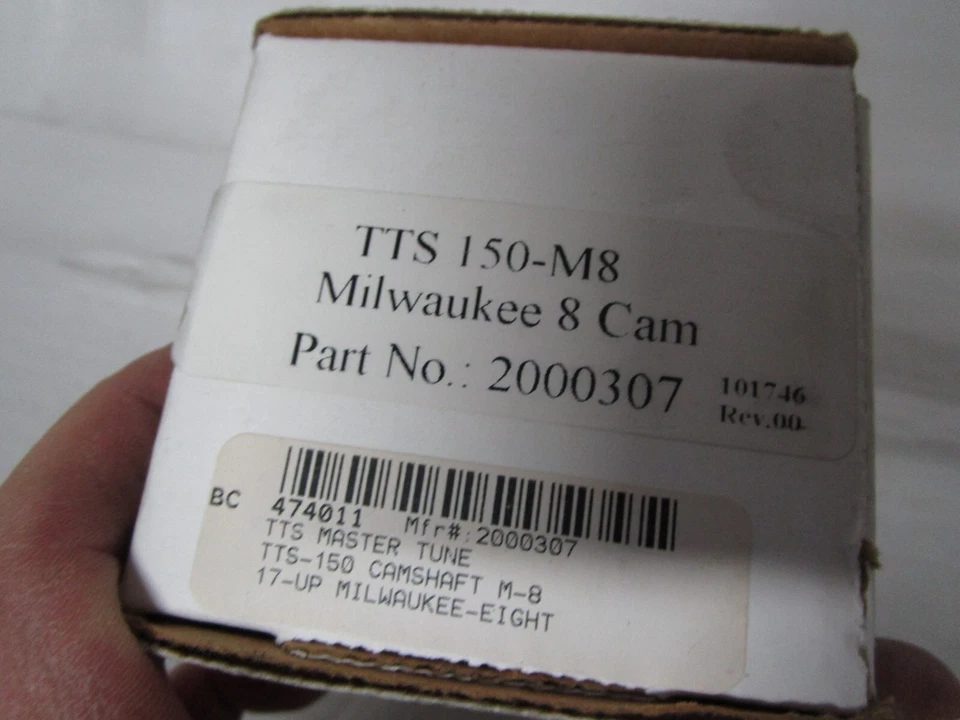 TTS 150-M8
Milwaukee 8 Cam
Part No.: 2000307
101746
Rev.00
BC 474011 Mfr#:2000307
TTS MASTER TUNE
TTS-150 CAMSHAFT M-8
17-UP MILWAUKEE-EIGHT